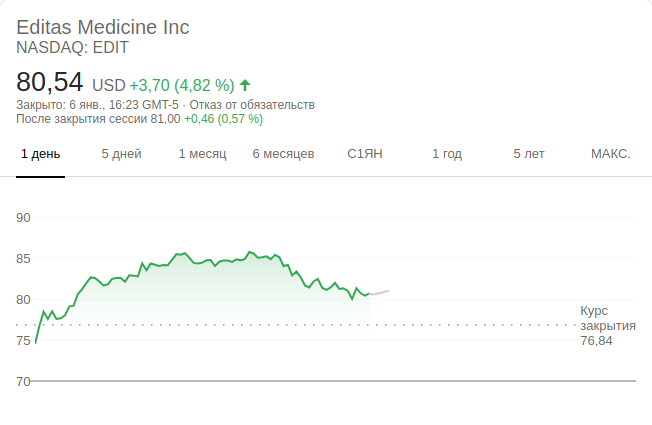 Editas Medicine Inc
NASDAQ: EDIT
80,54 USD +3,70 (4,82 %)
Закрыто: 6 янв., 16:23 GMT-5 · Отказ от обязательств
После закрытия сессии 81,00 +0,46 (0,57 %)
1 день 5 дней 1 месяц 6 месяцев С1ЯН 1 год 5 лет МАКС.
90
85
80
75
70
Курс
закрытия
76,84